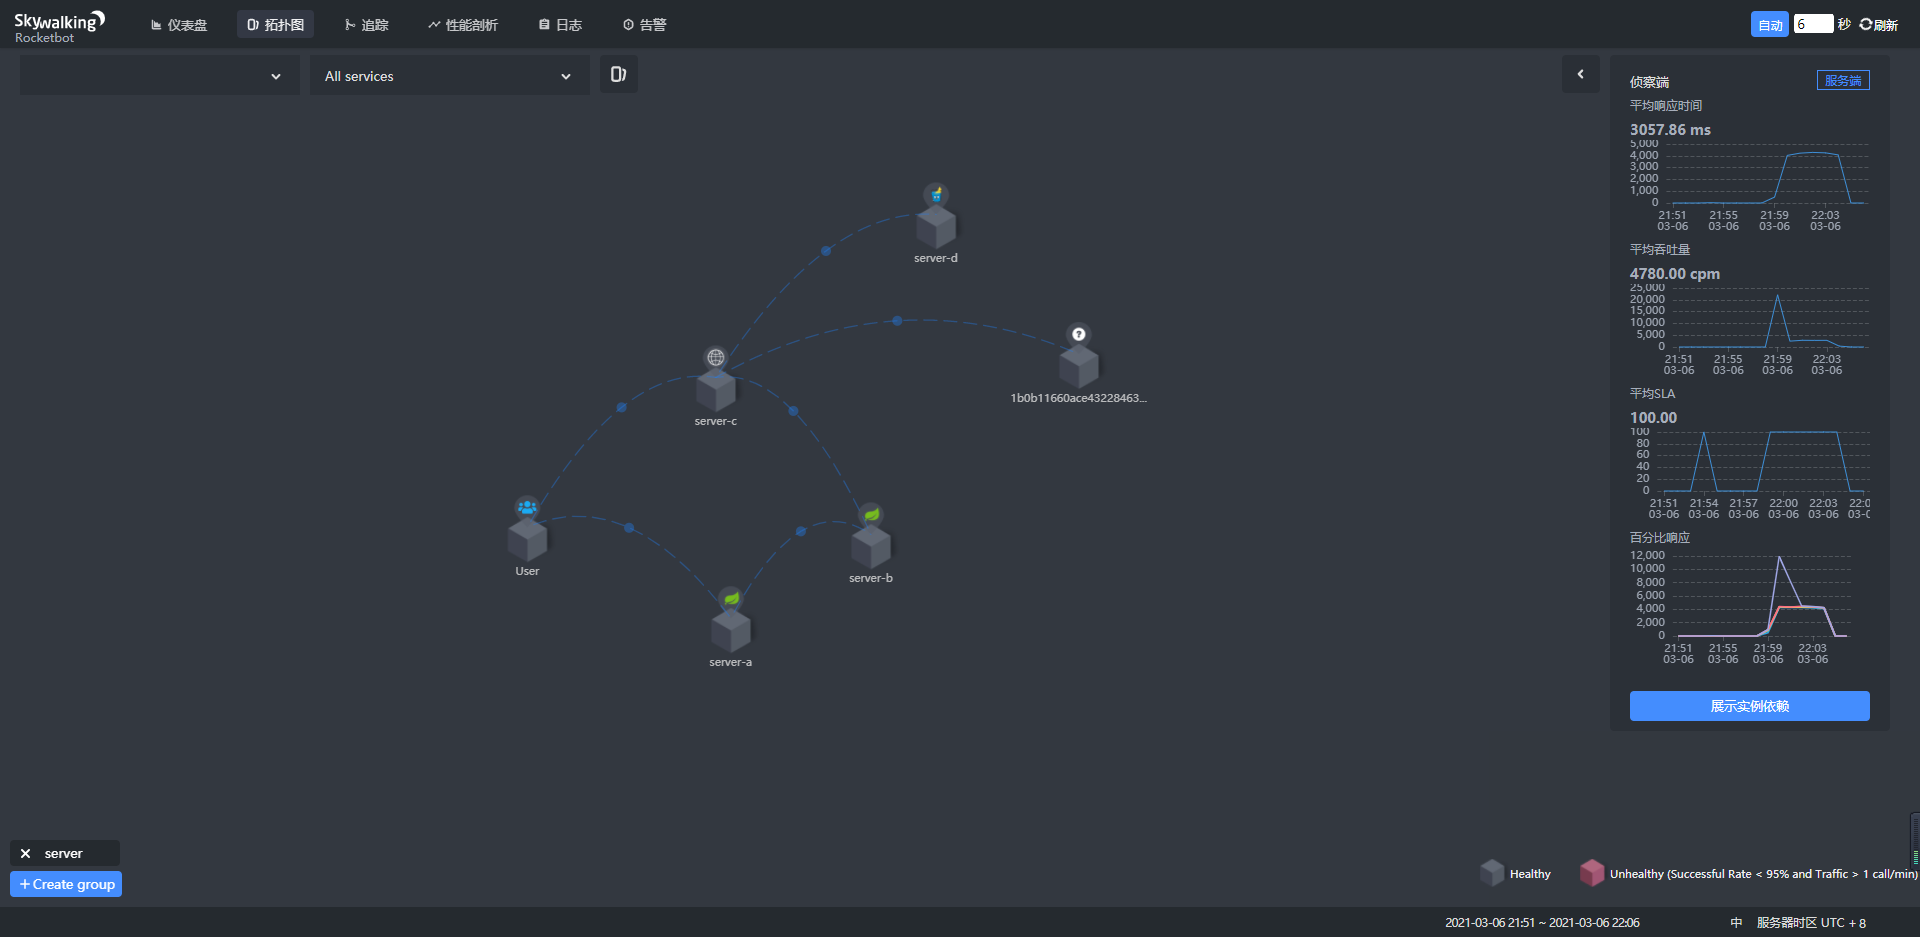 Skywalking
Rocketbot
仪表盘
拓扑图
追踪
性能剖析
日志
告警
自动
6
秒
刷新
All services
侦察端
服务端
平均响应时间
3057.86 ms
5,000
4,000
3,000
2,000
1,000
0
21:51 21:55 21:59 22:03
03-06 03-06 03-06 03-06
平均吞吐量
4780.00 cpm
25,000
20,000
15,000
10,000
5,000
0
21:51 21:55 21:59 22:03
03-06 03-06 03-06 03-06
平均SLA
100.00
100
80
60
40
20
0
21:51 21:54 21:57 22:00 22:03 22:0
03-06 03-06 03-06 03-06 03-06 03-0
百分比响应
12,000
10,000
8,000
6,000
4,000
2,000
0
21:51 21:55 21:59 22:03
03-06 03-06 03-06 03-06
展示实例依赖
server-d
1b0b11660ace43228463...
server-c
User
server-b
server-a
server
+Create group
Healthy
Unhealthy (Successful Rate < 95% and Traffic > 1 call/min)
2021-03-06 21:51 ~ 2021-03-06 22:06
中
服务器时区 UTC + 8